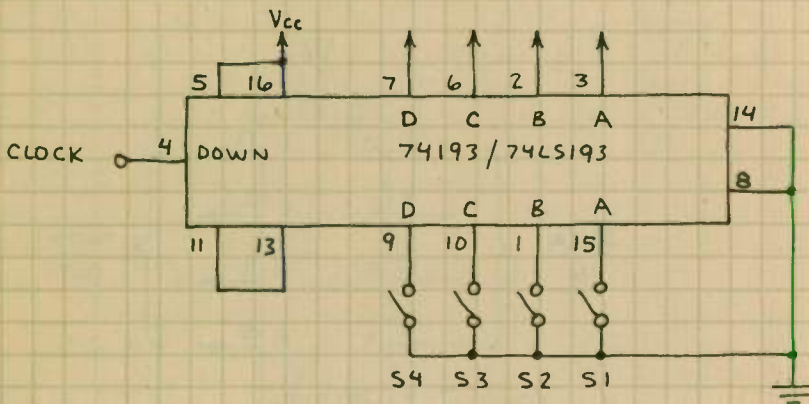 Vcc
5 16 7 6 2 3
D C B A 14
CLOCK 4 DOWN 74193/74LS193
8
D C B A
11 13 9 10 1 15
S4 S3 S2 S1